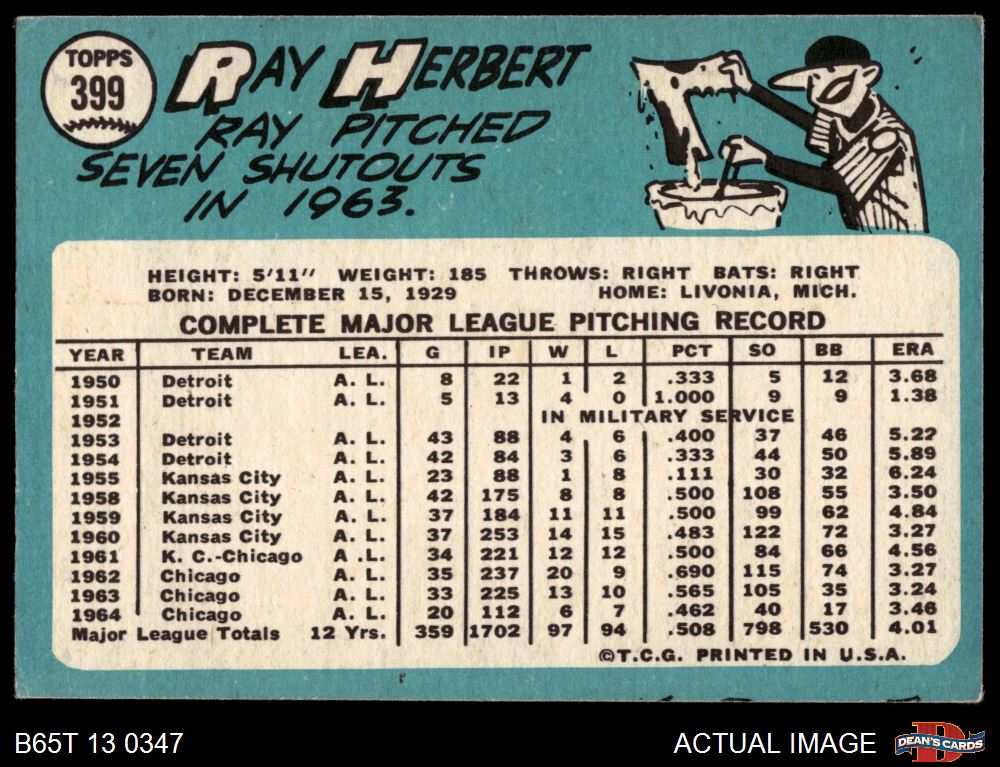 TOPPS
399
RAY HERBERT
RAY PITCHED
SEVEN SHUTOUTS
IN 1963.
HEIGHT: 5'11" WEIGHT: 185 THROWS: RIGHT BATS: RIGHT
BORN: DECEMBER 15, 1929 HOME: LIVONIA, MICH.
COMPLETE MAJOR LEAGUE PITCHING RECORD
YEAR TEAM LEA. G IP W L PCT SO BB ERA
1950 Detroit A. L. 8 22 1 2 .333 5 12 3.68
1951 Detroit A. L. 5 13 4 0 1.000 9 9 1.38
1952 IN MILITARY SERVICE
1953 Detroit A. L. 43 88 4 6 .400 37 46 5.22
1954 Detroit A. L. 42 84 3 6 .333 44 50 5.89
1955 Kansas City A. L. 23 88 1 8 .111 30 32 6.24
1958 Kansas City A. L. 42 175 8 8 .500 108 55 3.50
1959 Kansas City A. L. 37 184 11 11 .500 99 62 4.84
1960 Kansas City A. L. 37 253 14 15 .483 122 72 3.27
1961 K. C.-Chicago A .L. 34 221 12 12 .500 84 66 4.56
1962 Chicago A. L. 35 237 20 9 .690 115 74 3.27
1963 Chicago A. L. 33 225 13 10 .565 105 35 3.24
1964 Chicago A. L. 20 112 6 7 .462 40 17 3.46
Major League Totals 12 Yrs. 359 1702 97 94 .508 798 530 4.01
©T.C.G. PRINTED IN U.S.A.
B65T 13 0347 ACTUAL IMAGE DEAN'S CARDS